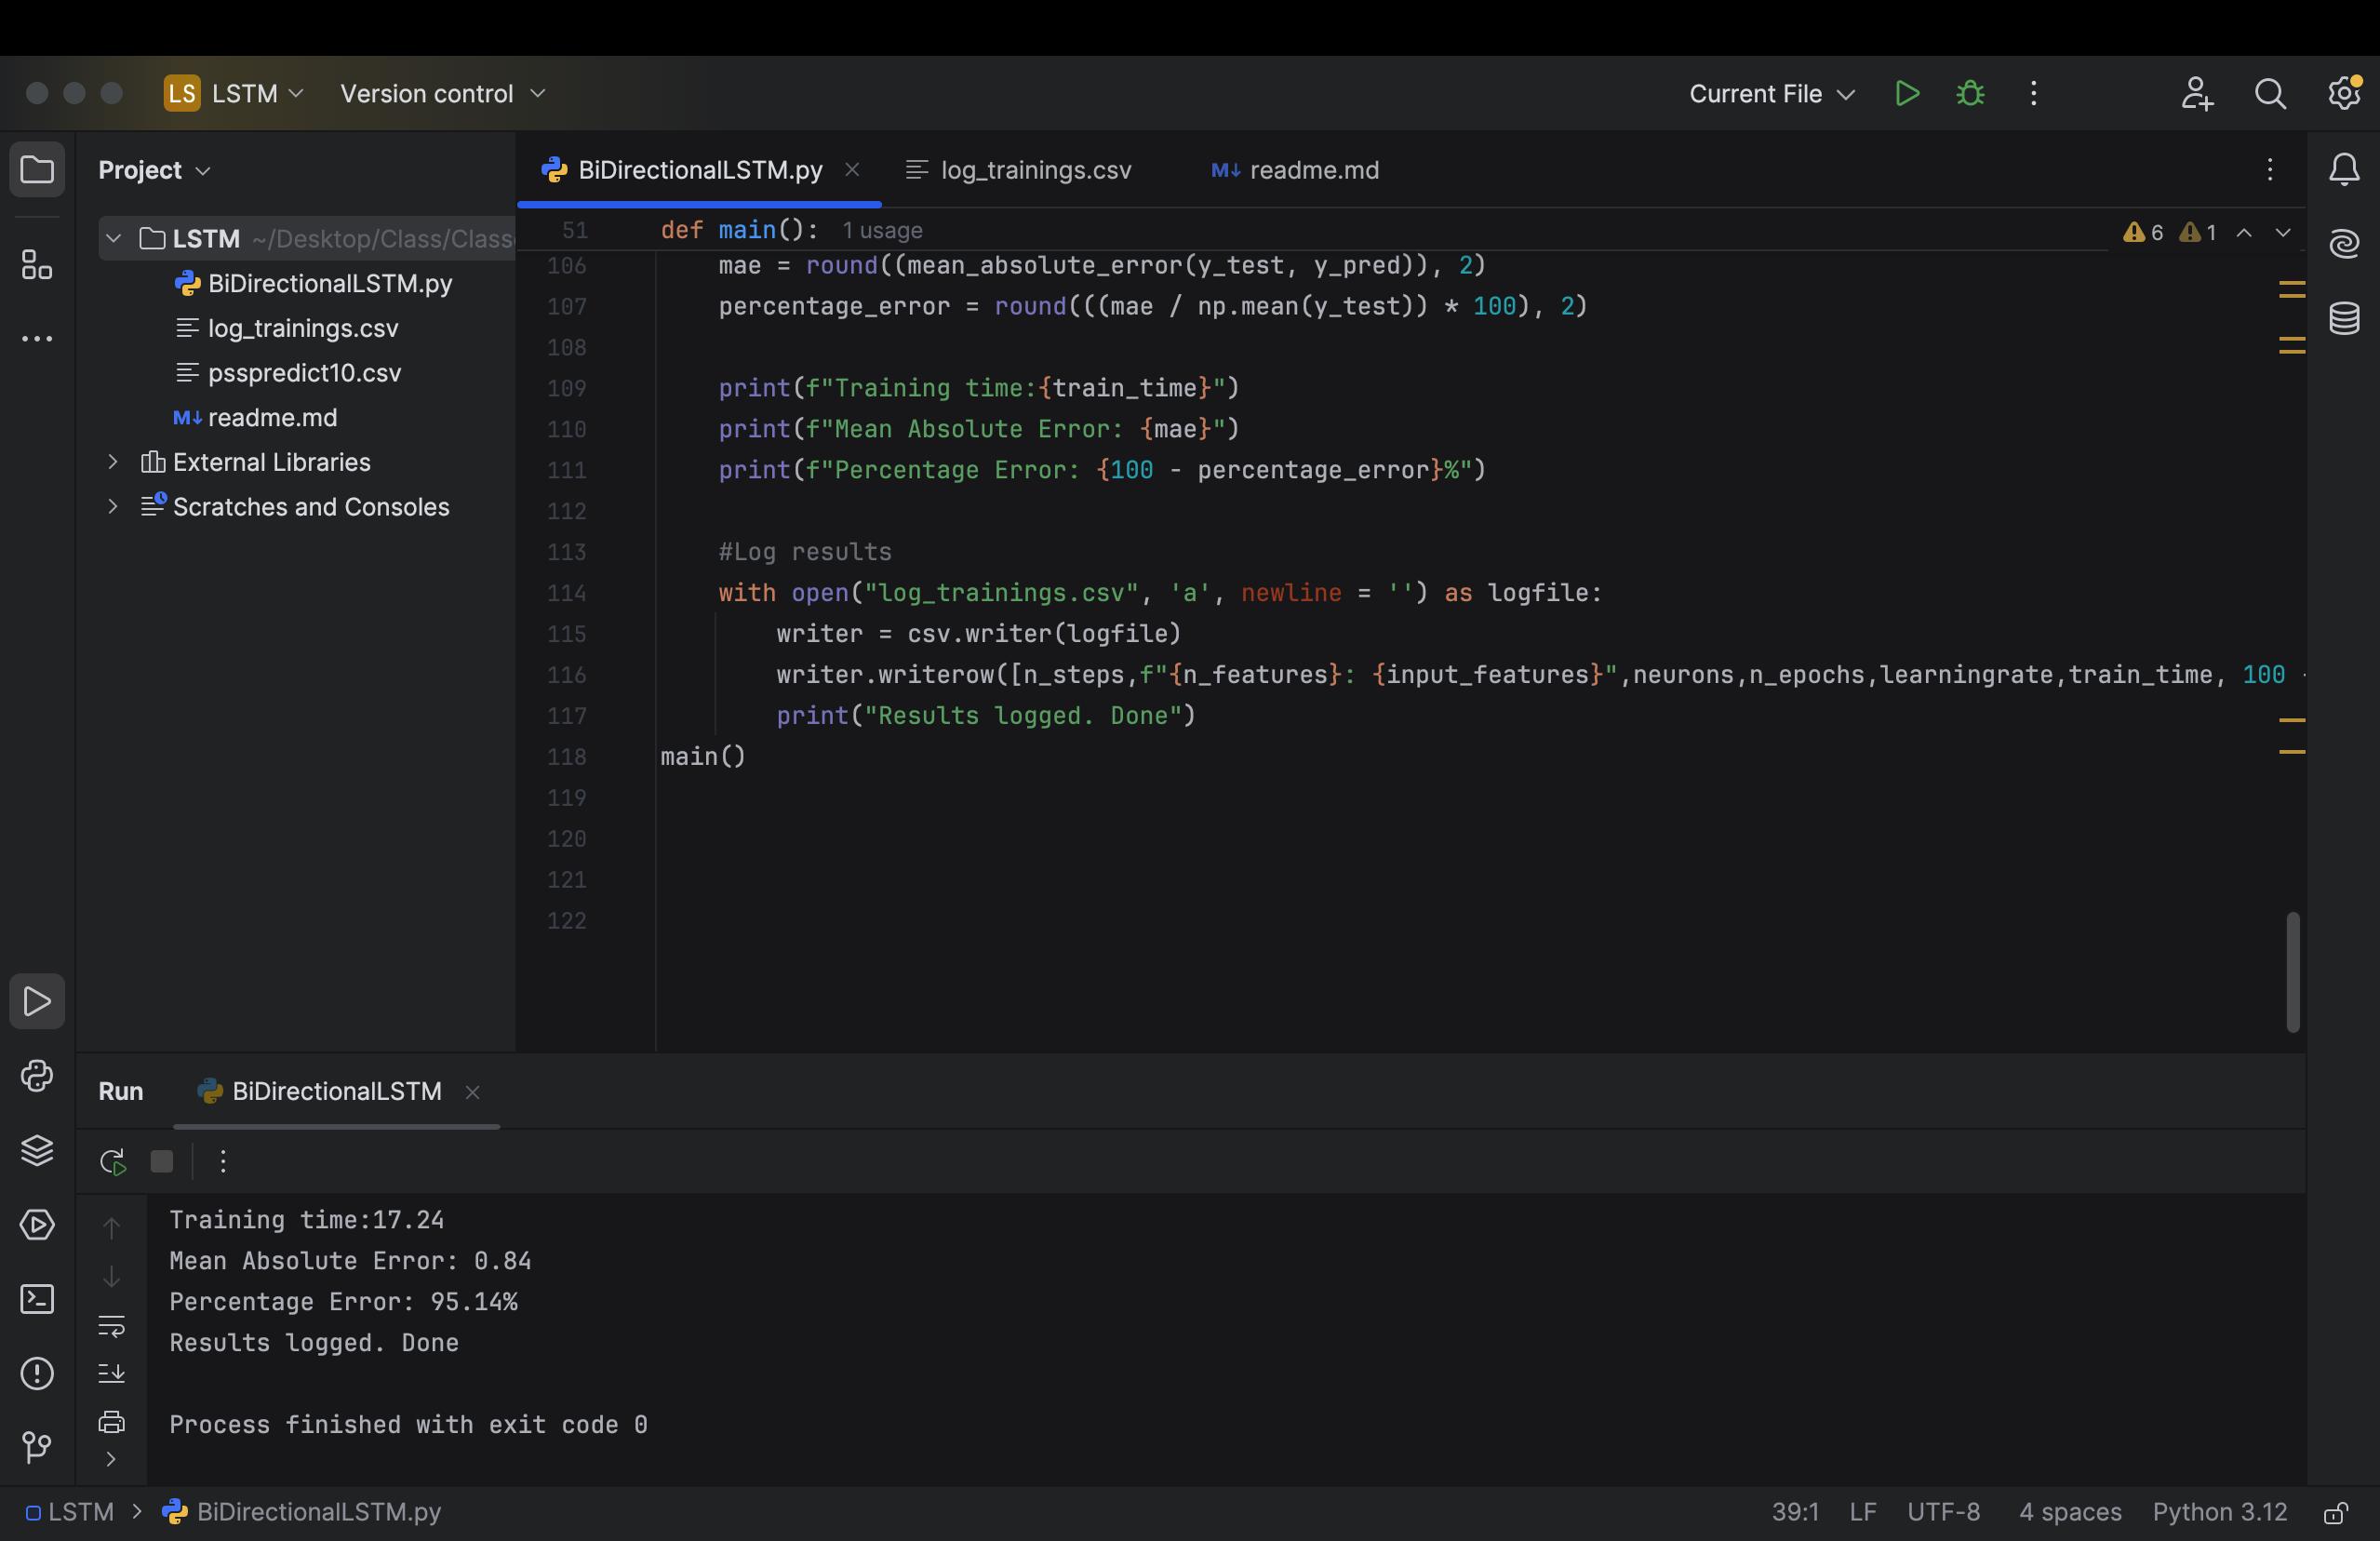 LS LSTM Version control Current File
Project
BiDirectionalLSTM.py log_trainings.csv readme.md
LSTM ~/Desktop/Class/Class
BiDirectionalLSTM.py
log_trainings.csv
psspredict10.csv
M↓ readme.md
External Libraries
Scratches and Consoles
51 def main(): 1 usage 6 1
106 mae = round((mean_absolute_error(y_test, y_pred)), 2)
107 percentage_error = round(((mae / np.mean(y_test)) * 100), 2)
108
109 print(f"Training time:{train_time}")
110 print(f"Mean Absolute Error: {mae}")
111 print(f"Percentage Error: {100 - percentage_error}%")
112
113 #Log results
114 with open("log_trainings.csv", 'a', newline = '') as logfile:
115 writer = csv.writer(logfile)
116 writer.writerow([n_steps,f"{n_features}: {input_features}",neurons,n_epochs,learningrate,train_time, 100 -
117 print("Results logged. Done")
118 main()
119
120
121
122
Run BiDirectionalLSTM
Training time:17.24
Mean Absolute Error: 0.84
Percentage Error: 95.14%
Results logged. Done
Process finished with exit code 0
LSTM > BiDirectionalLSTM.py 39:1 LF UTF-8 4 spaces Python 3.12